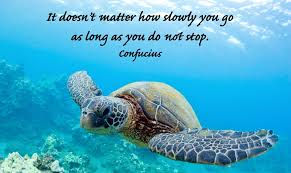 It doesn't matter how slowly you go
as long as you do not stop.
Confucius